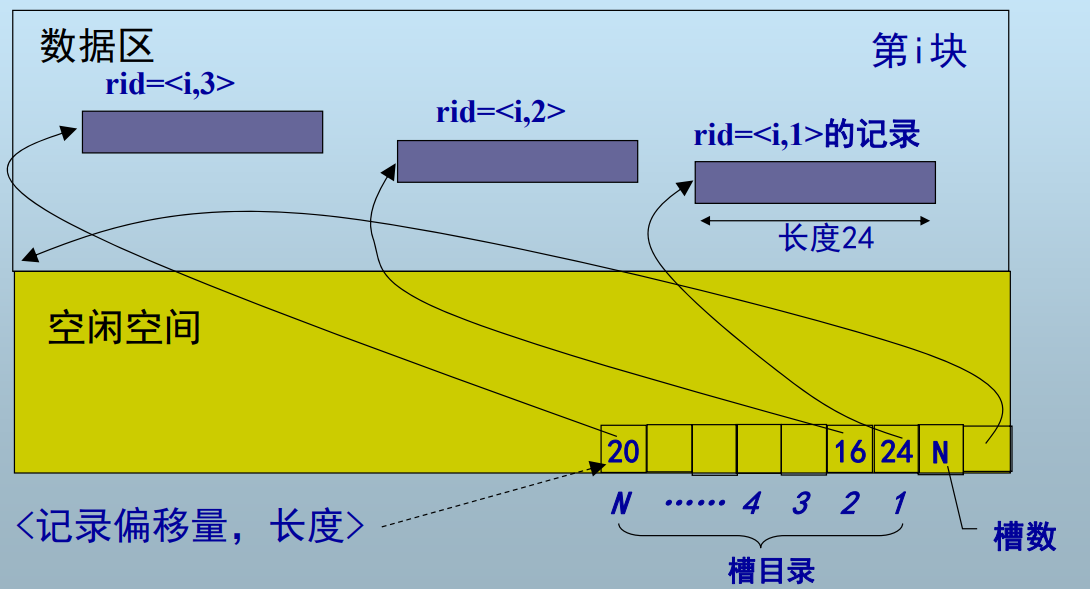 数据区
第i块
rid=<i,3>
rid=<i,2>
rid=<i,1>的记录
长度24
空闲空间
20 16 24 N
<记录偏移量，长度>
N …… 4 3 2 1
槽数
槽目录